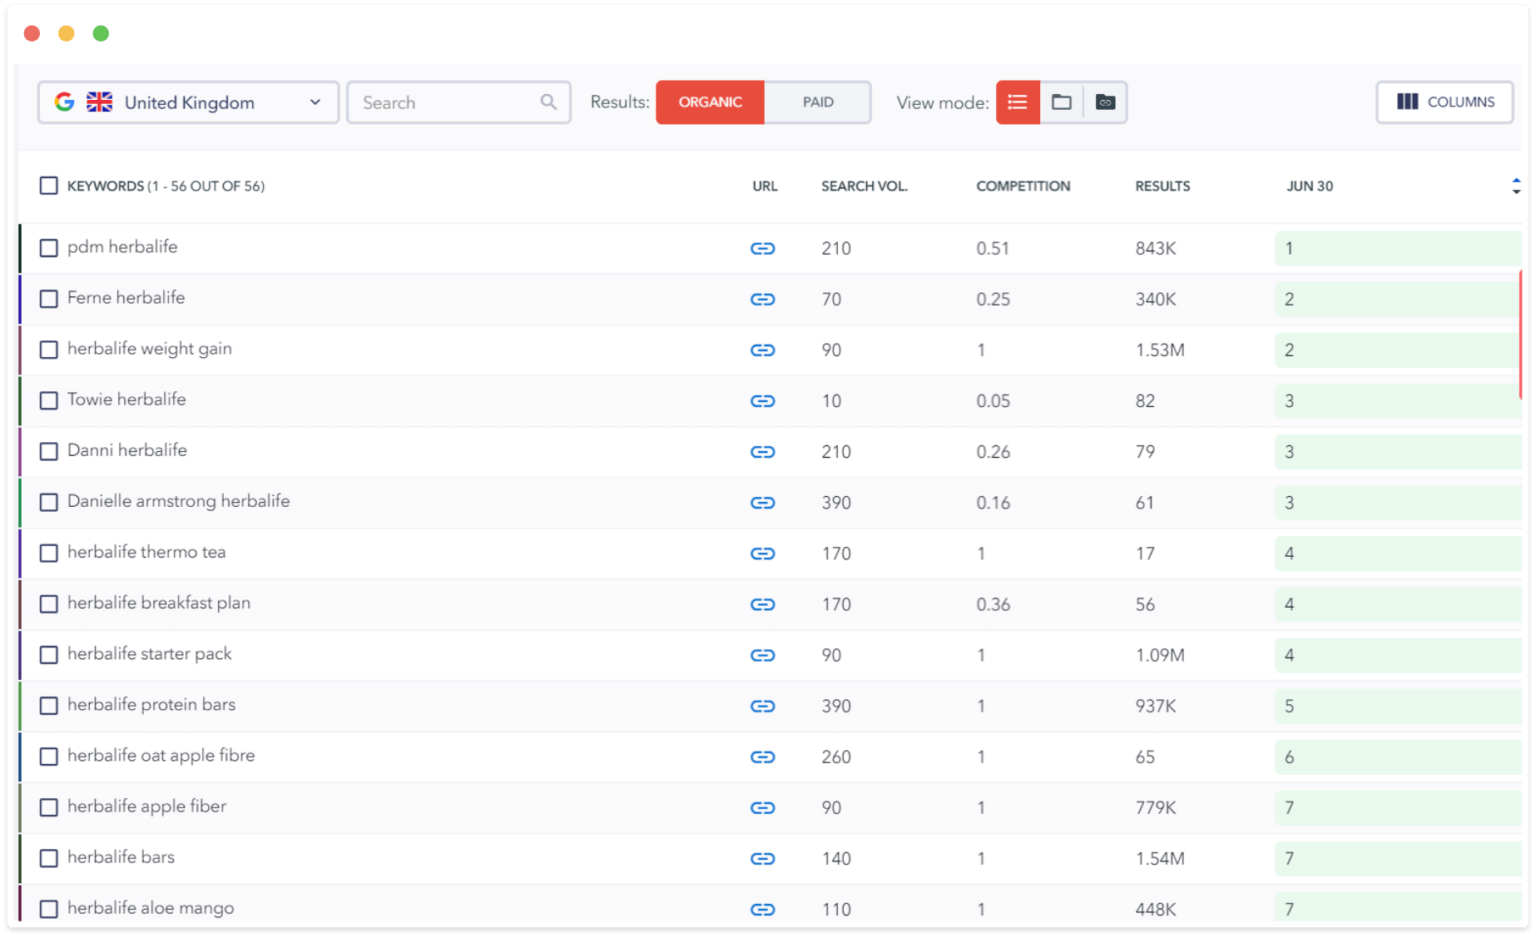 United Kingdom Search Results: ORGANIC PAID View mode: COLUMNS
KEYWORDS (1 - 56 OUT OF 56) URL SEARCH VOL. COMPETITION RESULTS JUN 30
pdm herbalife 210 0.51 843K 1
Ferne herbalife 70 0.25 340K 2
herbalife weight gain 90 1 1.53M 2
Towie herbalife 10 0.05 82 3
Danni herbalife 210 0.26 79 3
Danielle armstrong herbalife 390 0.16 61 3
herbalife thermo tea 170 1 17 4
herbalife breakfast plan 170 0.36 56 4
herbalife starter pack 90 1 1.09M 4
herbalife protein bars 390 1 937K 5
herbalife oat apple fibre 260 1 65 6
herbalife apple fiber 90 1 779K 7
herbalife bars 140 1 1.54M 7
herbalife aloe mango 110 1 448K 7